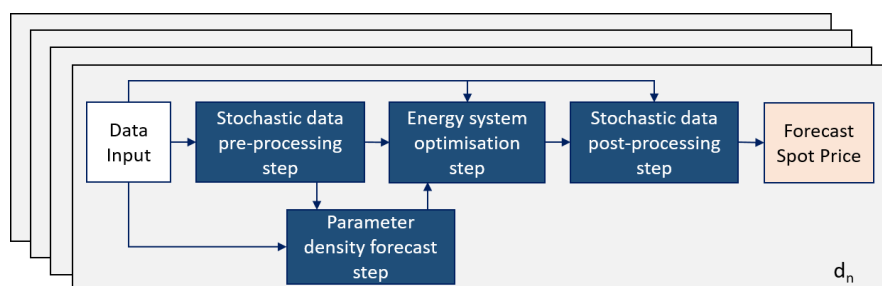 Data
Input
Stochastic data
pre-processing
step
Energy system
optimisation
step
Stochastic data
post-processing
step
Forecast
Spot Price
Parameter
density forecast
step
dn